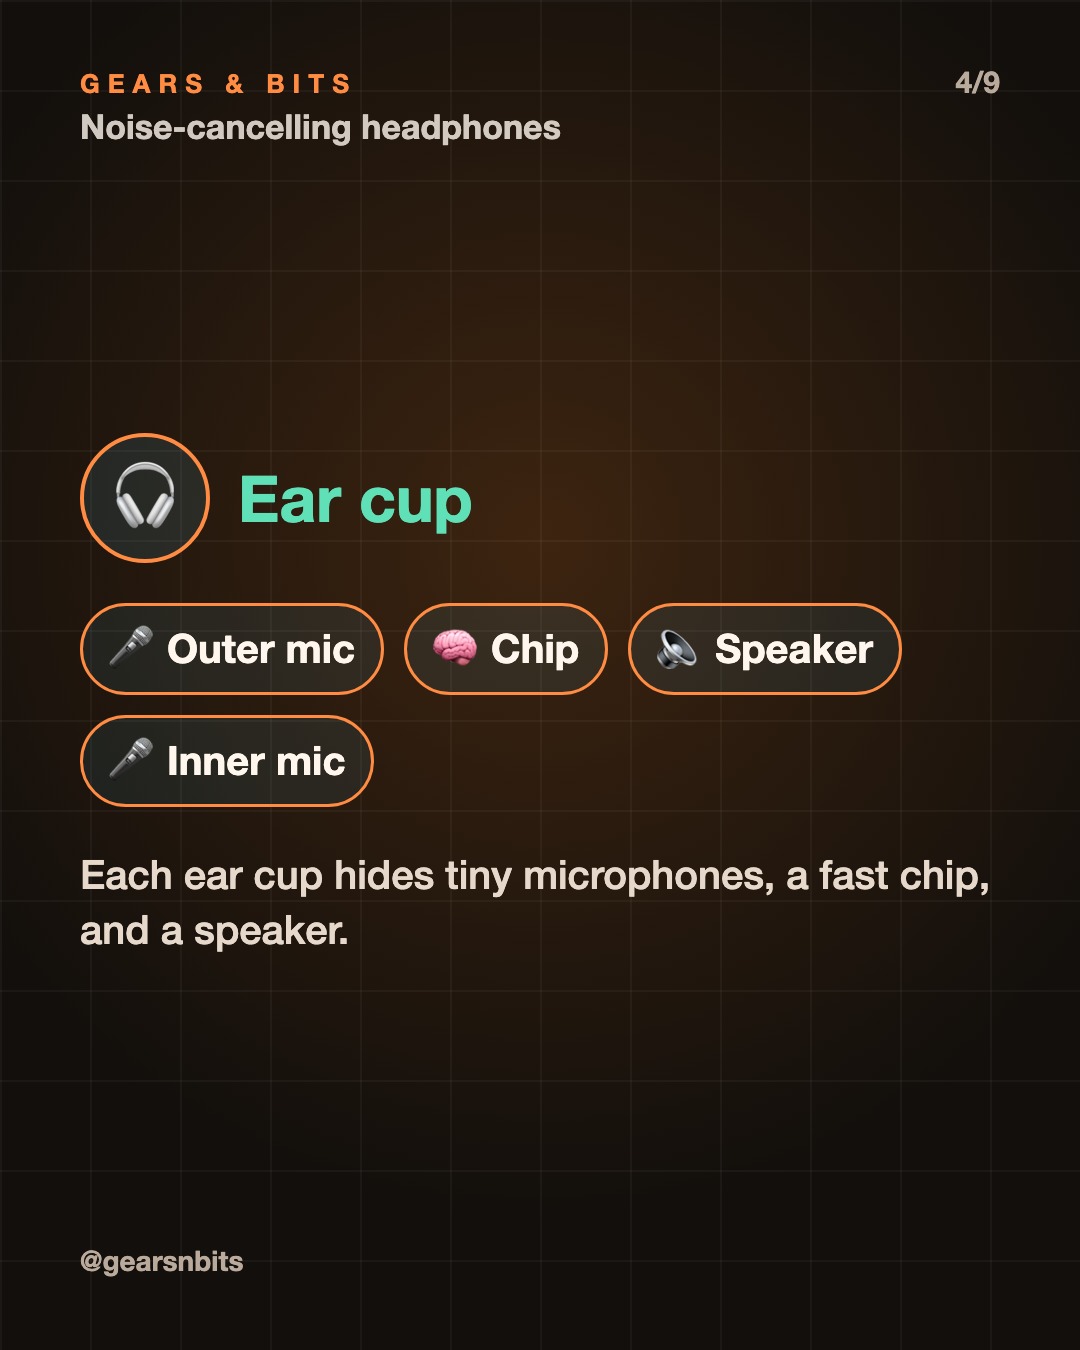 GEARS & BITS
4/9
Noise-cancelling headphones
Ear cup
Outer mic
Chip
Speaker
Inner mic
Each ear cup hides tiny microphones, a fast chip,
and a speaker.
@gearsnbits